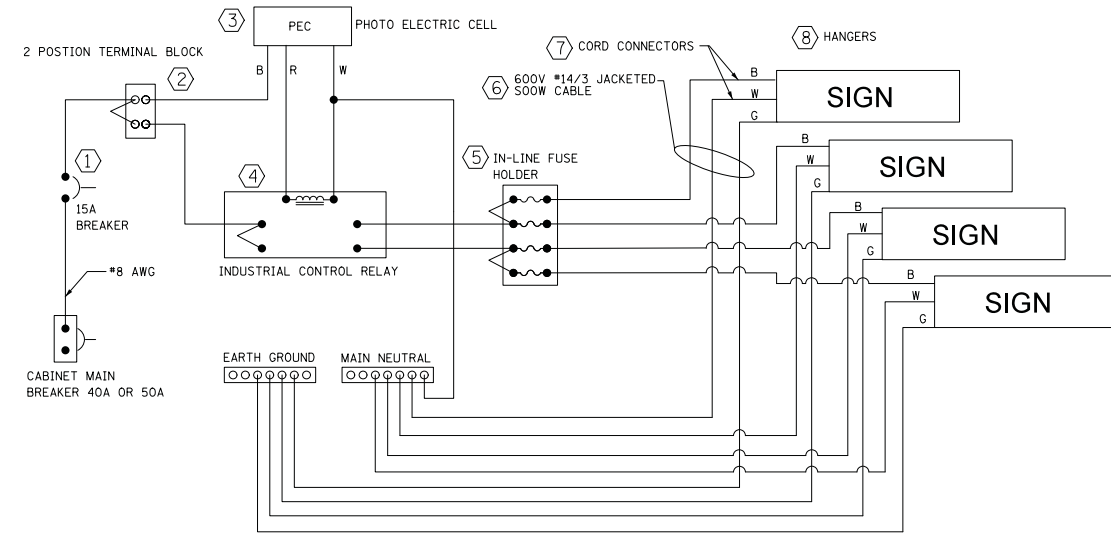 3
PEC
PHOTO ELECTRIC CELL
2 POSTION TERMINAL BLOCK
2
B
R
W
1
15A
BREAKER
#8 AWG
CABINET MAIN
BREAKER 40A OR 50A
4
INDUSTRIAL CONTROL RELAY
5
IN-LINE FUSE
HOLDER
6
600V #14/3 JACKETED
SOOW CABLE
7
CORD CONNECTORS
8
HANGERS
B
W
G
SIGN
B
W
G
SIGN
B
W
G
SIGN
B
W
G
SIGN
EARTH GROUND
MAIN NEUTRAL